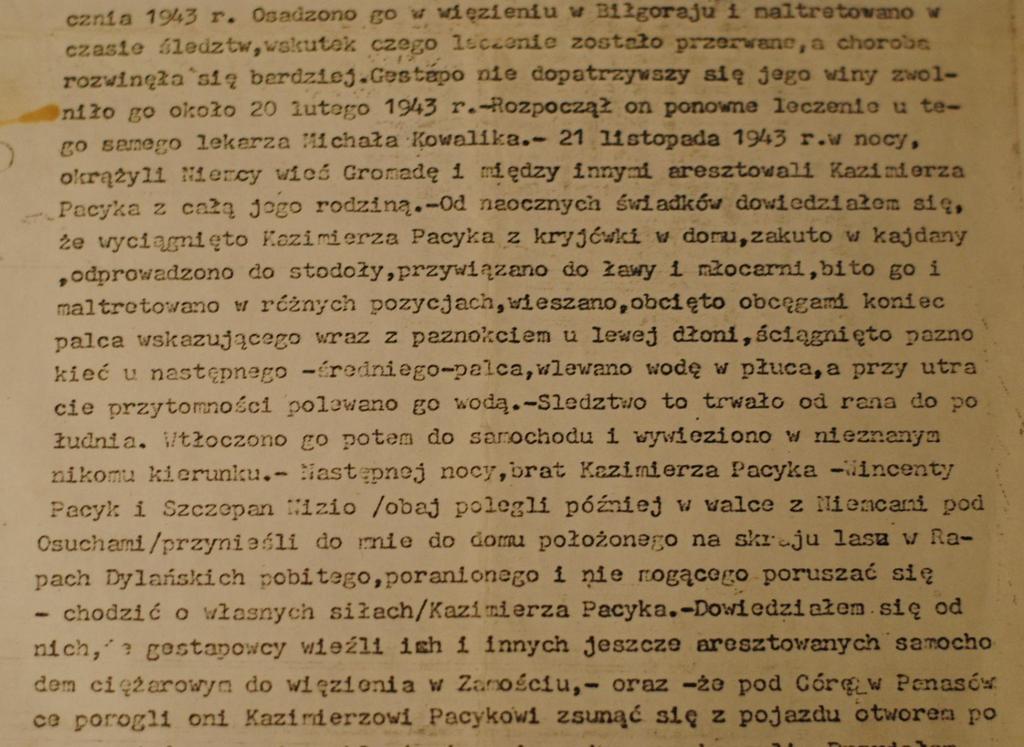 cznia 1943 r. Osadzono go w więzieniu w Biłgoraju i maltretowano w
czasie śledztw,wskutek czego leczenie zostało przerwane,a choroba
rozwinęła się bardziej.Gestapo nie dopatrzywszy się jego winy zwol-
niło go około 20 lutego 1943 r.-Rozpoczął on ponowne leczenie u te-
go samego lekarza Michała Kowalika.- 21 listopada 1943 r.w nocy,
okrążyli Niemcy wieś Gromadę i między innymi aresztowali Kazimierza
Pacyka z całą jego rodziną.-Od naocznych świadków dowiedziałem się,
że wyciągnięto Kazimierza Pacyka z kryjówki w domu,zakuto w kajdany
,odprowadzono do stodoły,przywiązano do ławy i młocarni,bito go i
maltretowano w różnych pozycjach,wieszano,obcięto obcęgami koniec
palca wskazującego wraz z paznokciem u lewej dłoni,ściągnięto pazno
kieć u następnego -średniego-palca,wlewano wodę w płuca,a przy utra
cie przytomności polewano go wodą.-Sledztwo to trwało od rana do po
łudnia. Wtłoczono go potem do samochodu i wywieziono w nieznanym
nikomu kierunku.- Następnej nocy,brat Kazimierza Pacyka -Wincenty
Pacyk i Szczepan Mizio /obaj polegli później w walce z Niemcami pod
Osuchami/przynieśli do mnie do domu położonego na skraju lasu w Ra-
pach Dylańskich pobitego,poranionego i nie mogącego poruszać się
- chodzić o własnych siłach/Kazimierza Pacyka.-Dowiedziałem się od
nich, gestapowcy wieźli ich i innych jeszcze aresztowanych samocho
dem ciężarowym do więzienia w Zamościu,- oraz -że pod Górą w Panasów
ce porogli oni Kazimierzowi Pacykowi zsunąć się z pojazdu otworem po